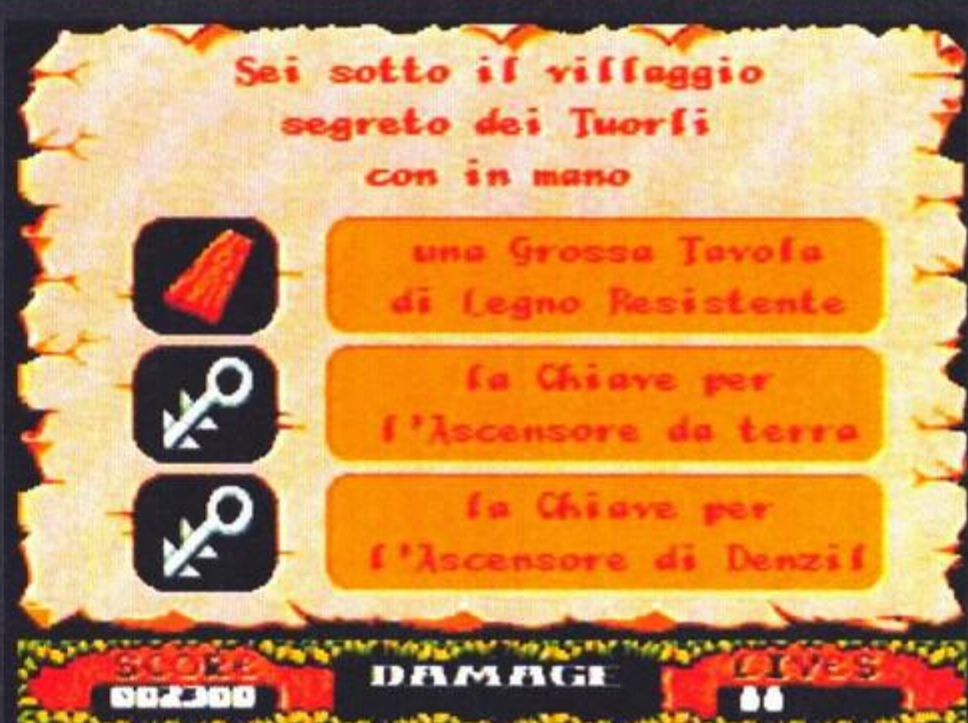 Sei sotto il villaggio
segreto dei Tuorli
con in mano
una Grossa Tavola
di Legno Resistente
la Chiave per
l'Ascensore da terra
la Chiave per
l'Ascensore di Denzil
SCORE
DAMAGE
LIVES
002300